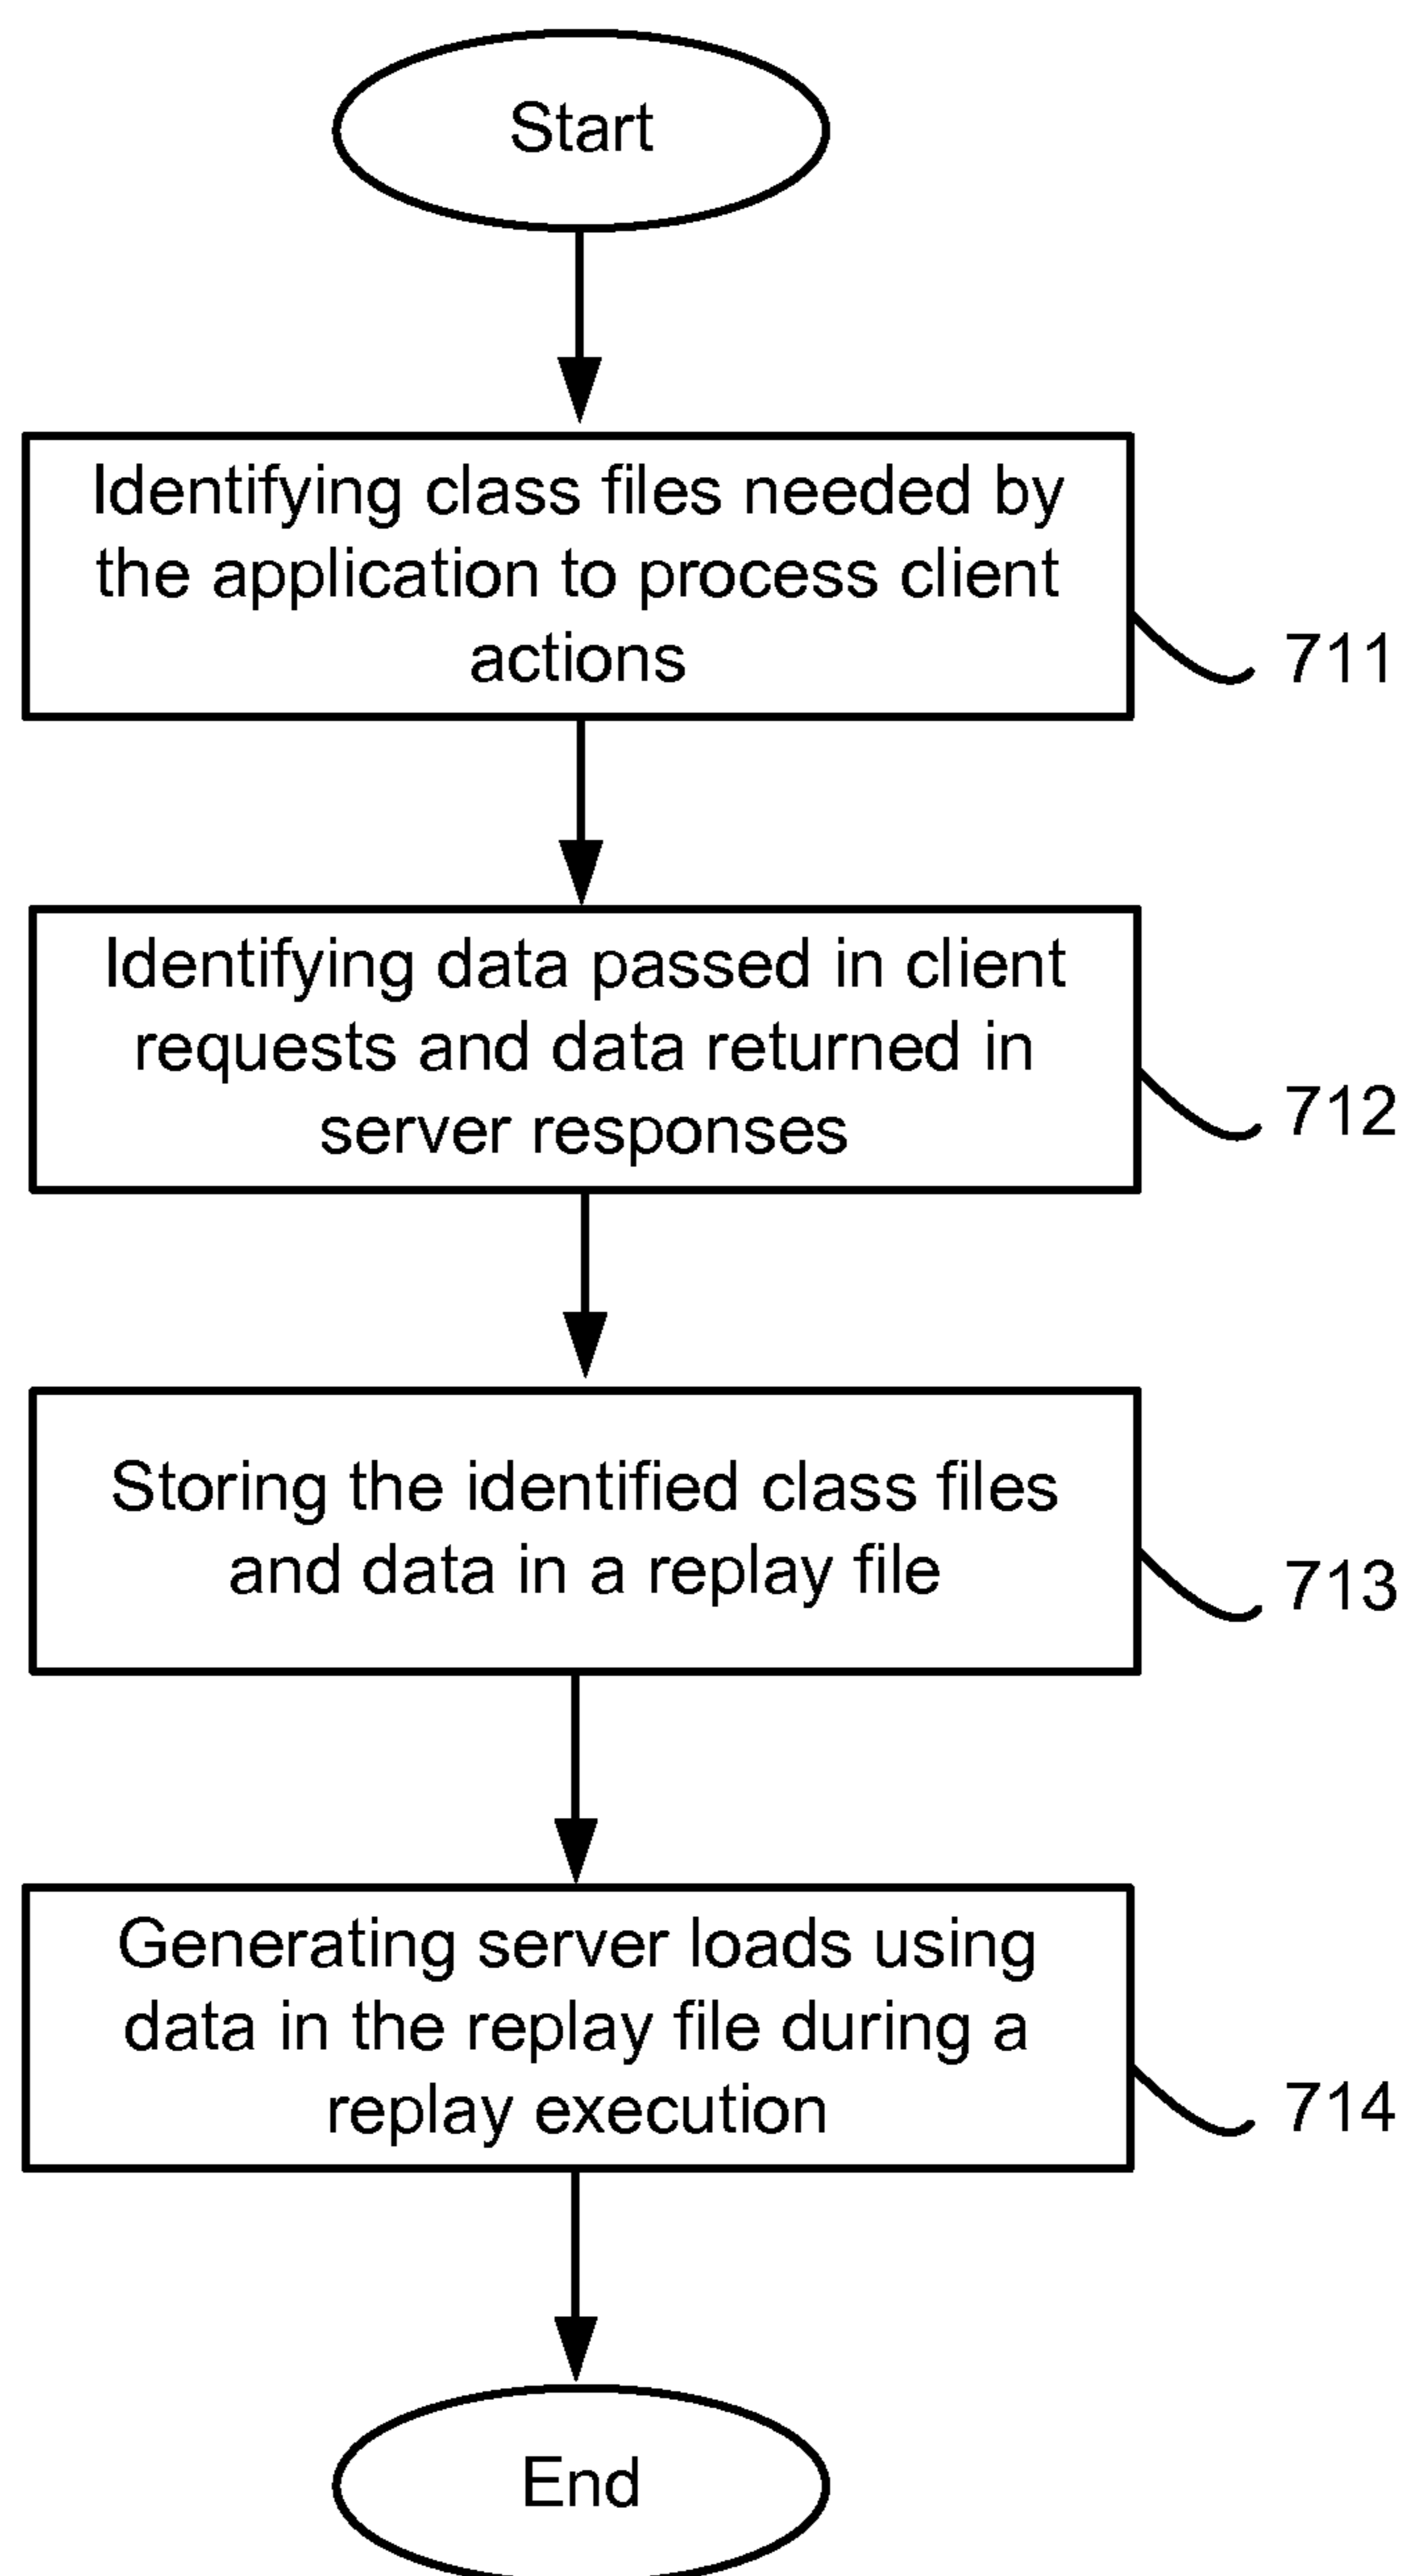 Start
Identifying class files needed by
the application to process client
actions
711
Identifying data passed in client
requests and data returned in
server responses
712
Storing the identified class files
and data in a replay file
713
Generating server loads using
data in the replay file during a
replay execution
714
End